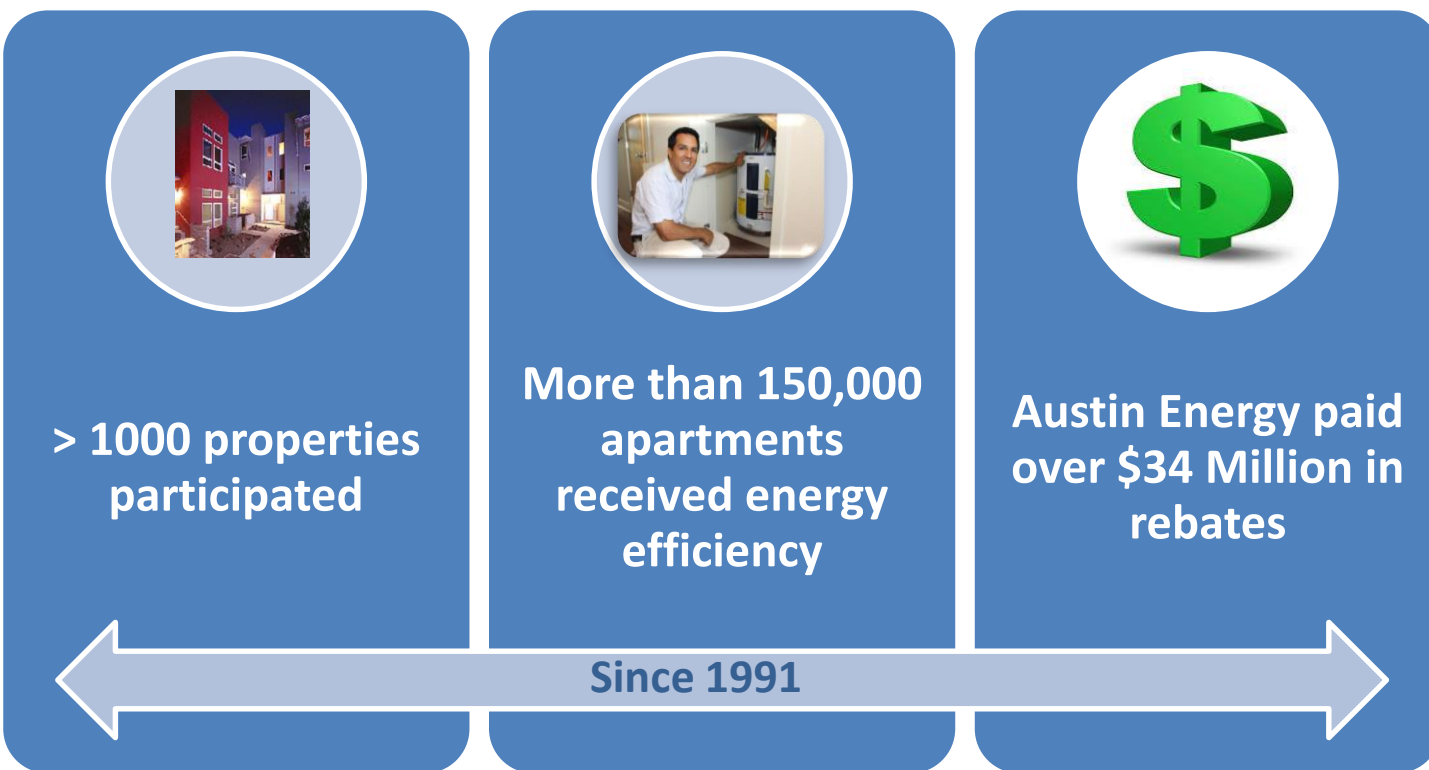 > 1000 properties
participated
More than 150,000
apartments
received energy
efficiency
Austin Energy paid
over $34 Million in
rebates
Since 1991